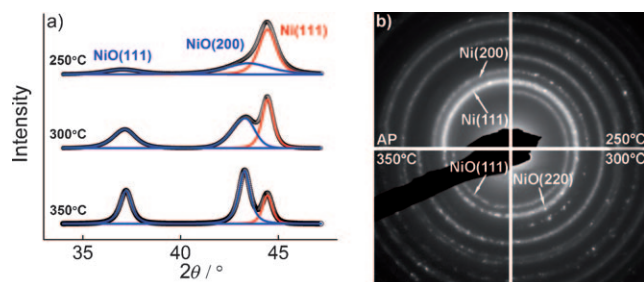 a)
NiO(111)
NiO(200)
Ni(111)
250°C
300°C
350°C
Intensity
35
40
45
2θ / °
b)
Ni(200)
Ni(111)
AP
250°C
350°C
300°C
NiO(111)
NiO(220)